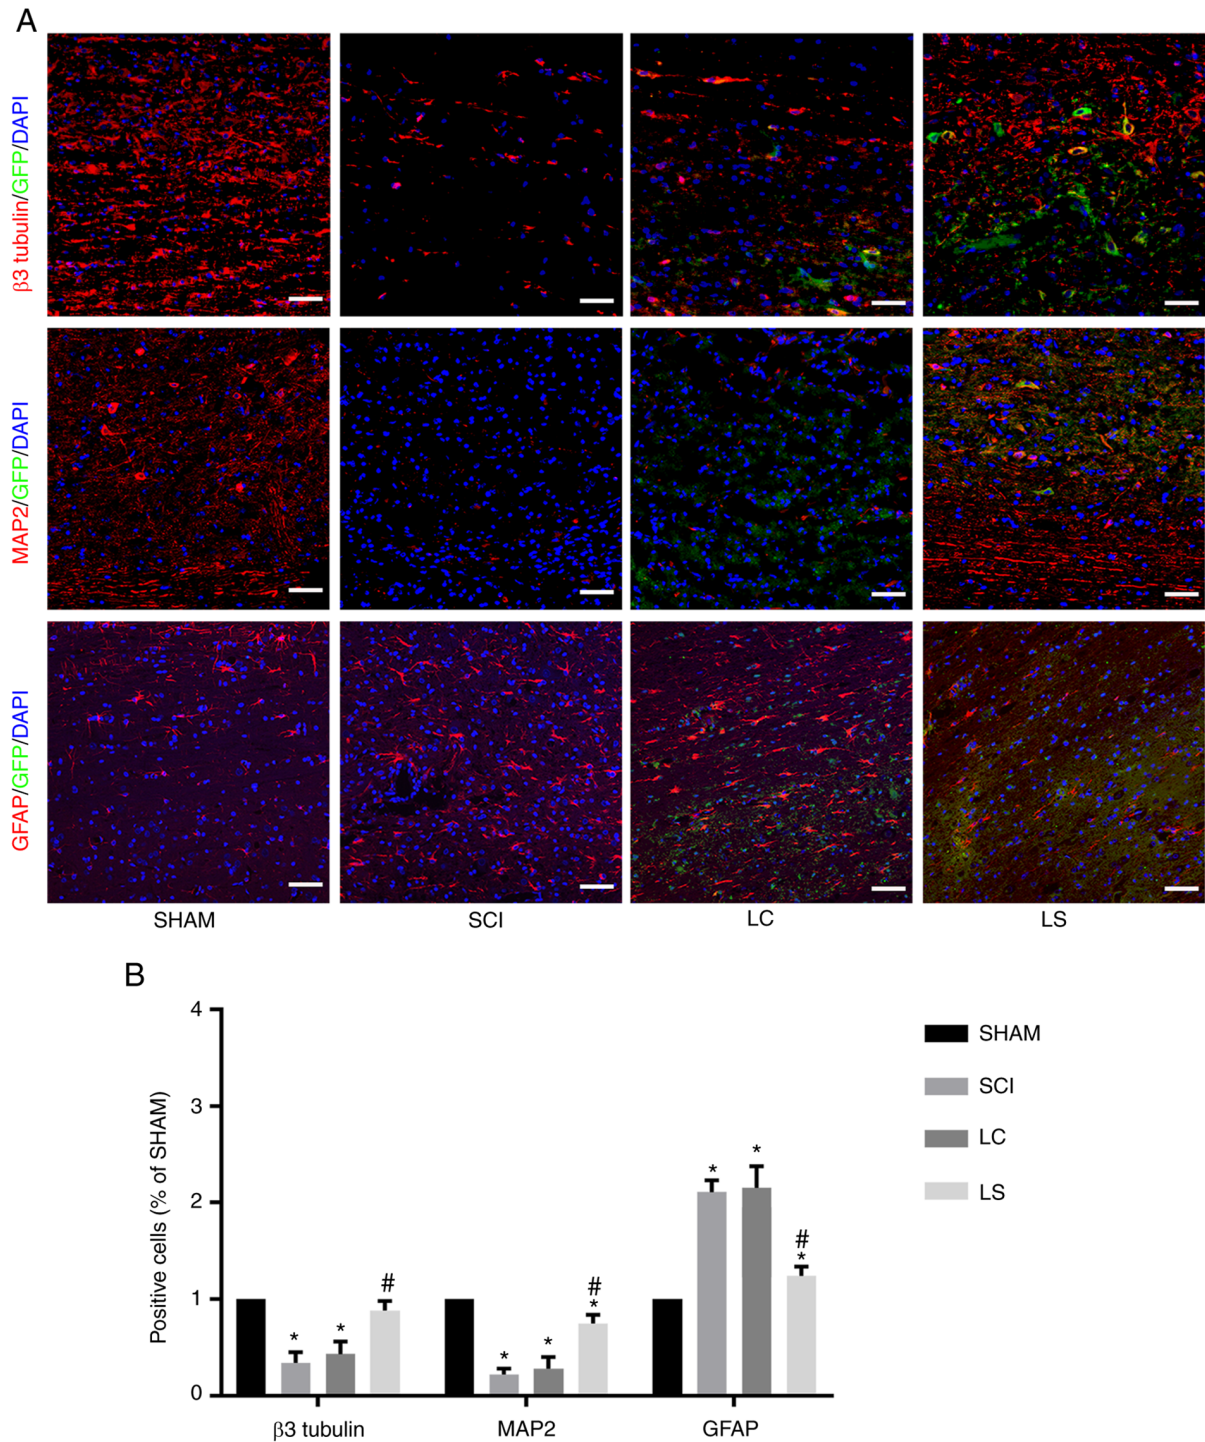 A
β3 tubulin/GFP/DAPI
MAP2/GFP/DAPI
GFAP/GFP/DAPI
SHAM SCI LC LS
B
Positive cells (% of SHAM)
4
3
2
1
0
* * #
* * # *
* * # *
β3 tubulin MAP2 GFAP
SHAM
SCI
LC
LS